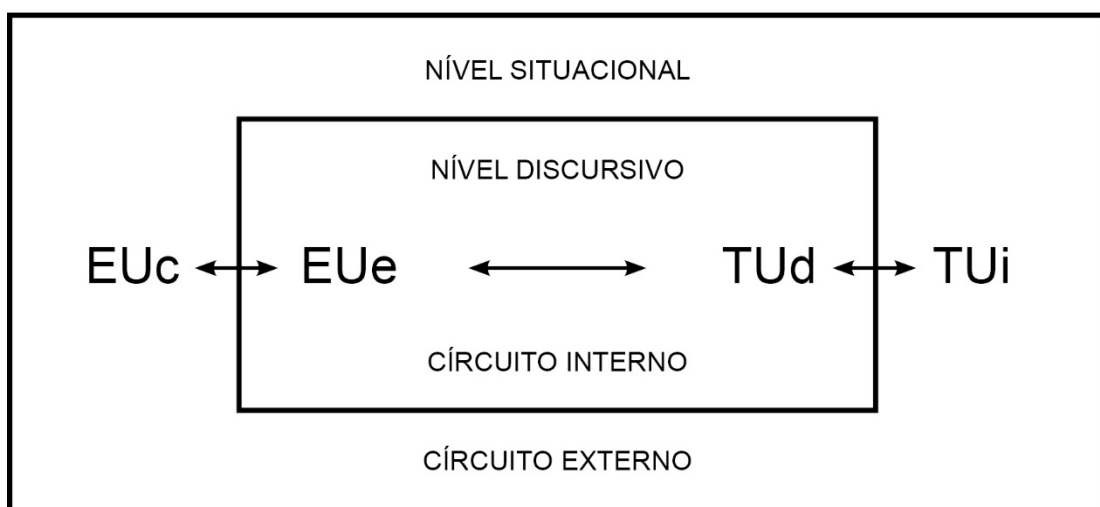 NÍVEL SITUACIONAL
NÍVEL DISCURSIVO
EUc EUe TUd TUi
CÍRCUITO INTERNO
CÍRCUITO EXTERNO